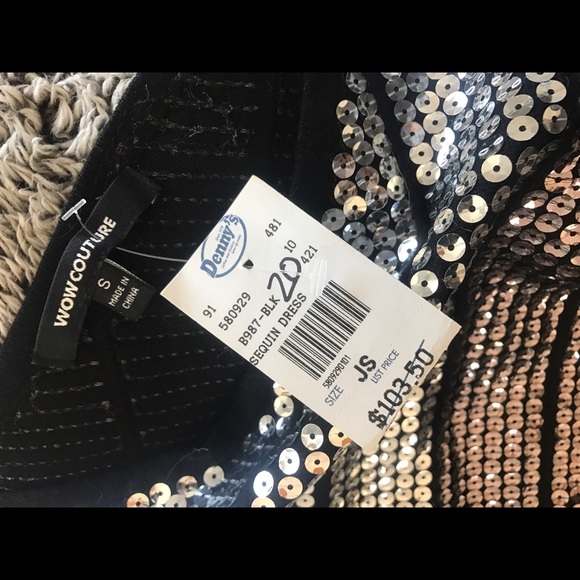 WOW COUTURE
S
MADE IN
CHINA
Denny's
91 481
580929
B987-BLK 10
20 421
SEQUIN DRESS
5809290101
SIZE JS
LIST PRICE
$103.50